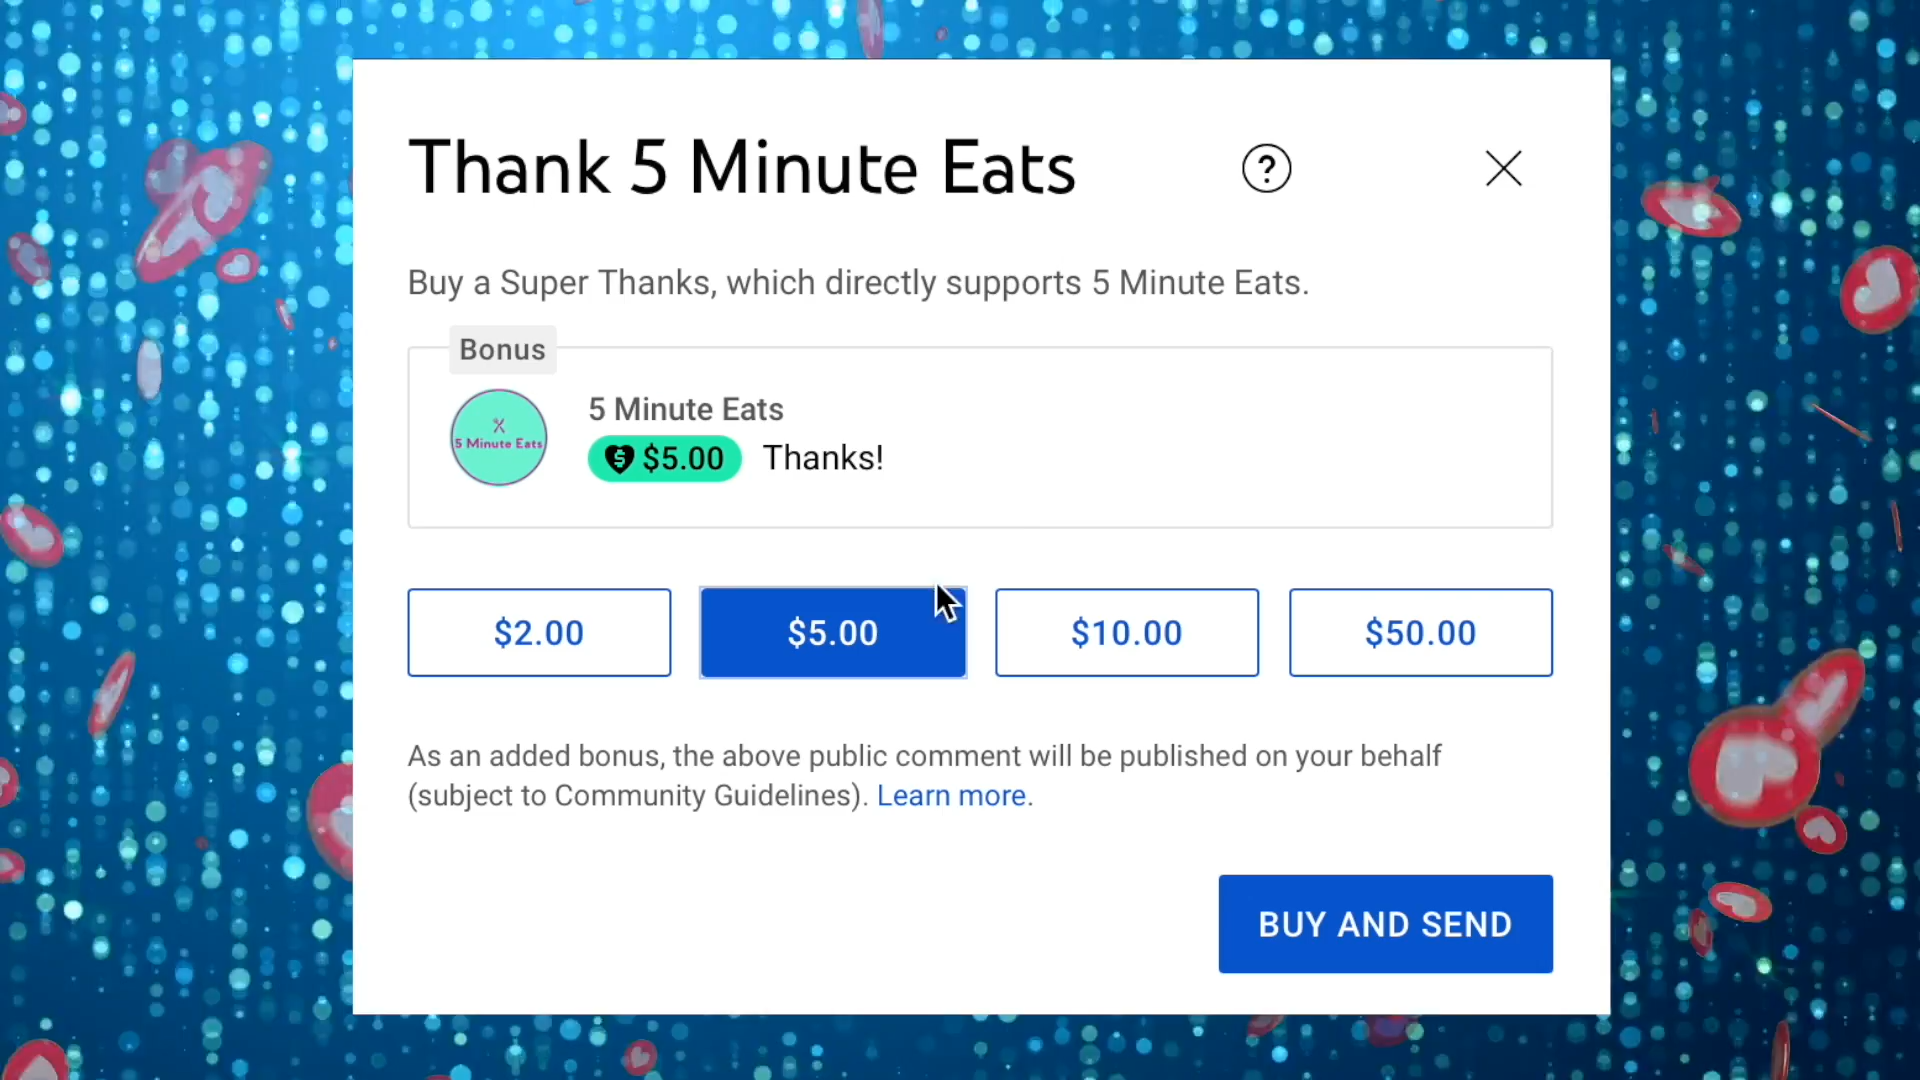 Thank 5 Minute Eats
?
Buy a Super Thanks, which directly supports 5 Minute Eats.
Bonus
5 Minute Eats
5 Minute Eats
$ $5.00 Thanks!
$2.00 $5.00 $10.00 $50.00
As an added bonus, the above public comment will be published on your behalf
(subject to Community Guidelines). Learn more.
BUY AND SEND